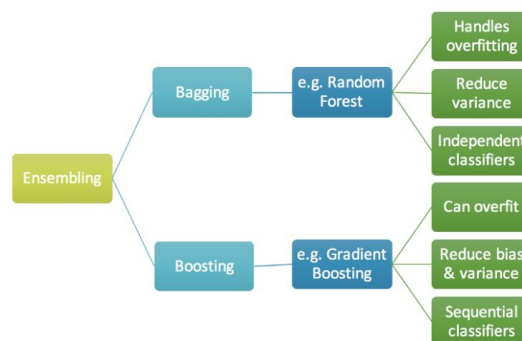 Ensembling
Bagging
e.g. Random
Forest
Handles
overfitting
Reduce
variance
Independent
classifiers
Boosting
e.g. Gradient
Boosting
Can overfit
Reduce bias
& variance
Sequential
classifiers